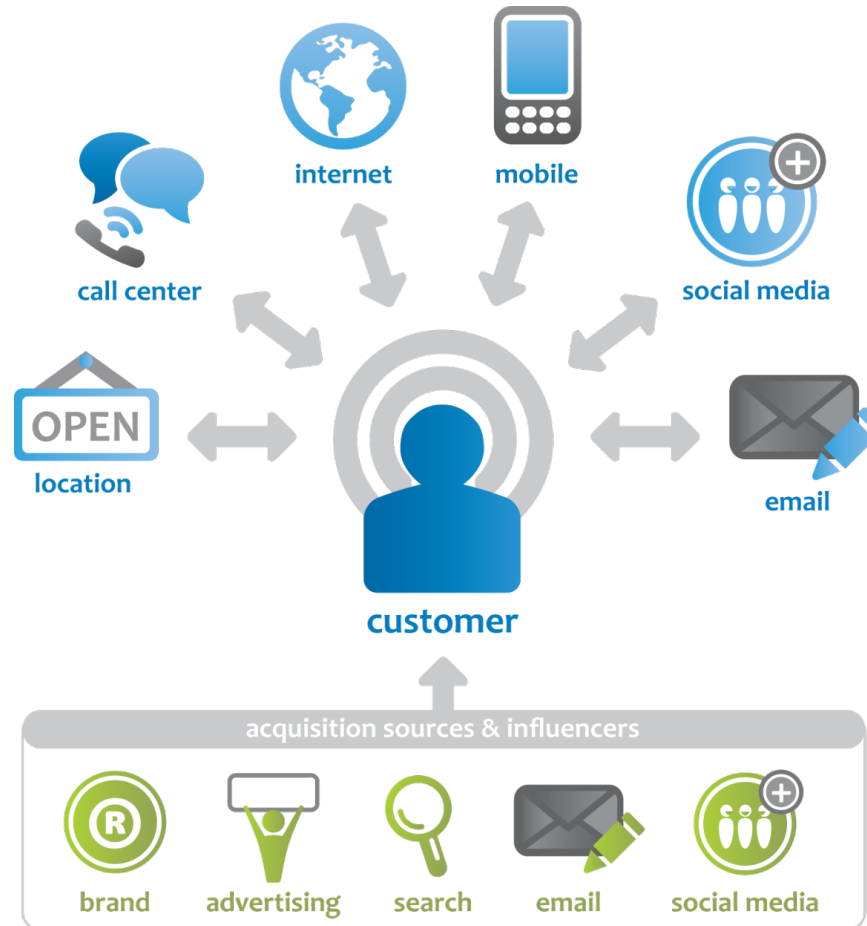 internet
mobile
call center
social media
OPEN
location
email
customer
acquisition sources & influencers
R
brand
advertising
search
email
social media